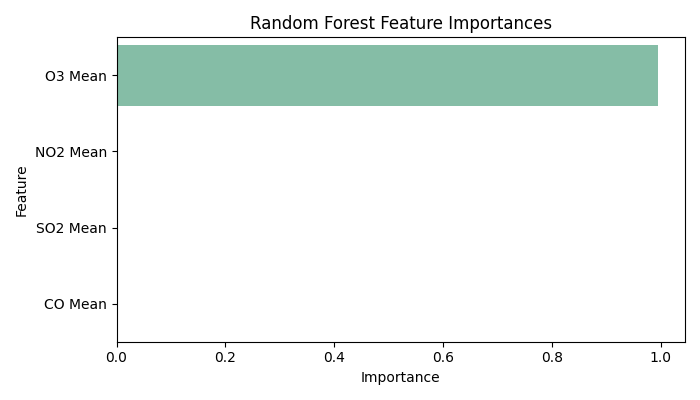 Random Forest Feature Importances
Feature
O3 Mean
NO2 Mean
SO2 Mean
CO Mean
0.0 0.2 0.4 0.6 0.8 1.0
Importance